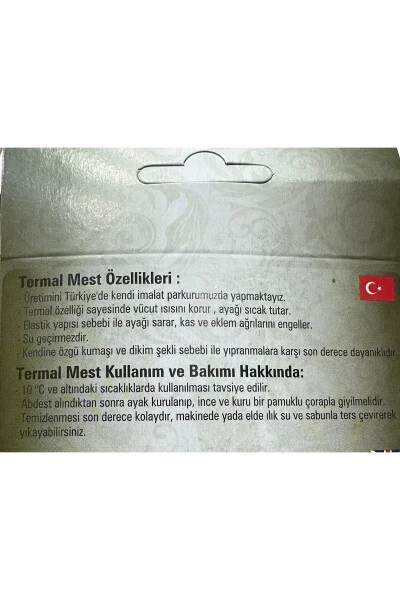 Termal Mest Özellikleri :
- Üretimini Türkiye'de kendi imalat parkurumuzda yapmaktayız.
- Termal özelliği sayesinde vücut ısısını korur , ayağı sıcak tutar.
- Elastik yapısı sebebi ile ayağı sarar, kas ve eklem ağrılarını engeller.
- Su geçirmezdir.
- Kendine özgü kumaşı ve dikim şekli sebebi ile yıpranmalara karşı son derece dayanıklıdır.
Termal Mest Kullanım ve Bakımı Hakkında:
- 10 °C ve altındaki sıcaklıklarda kullanılması tavsiye edilir.
- Abdest alındıktan sonra ayak kurulanıp, ince ve kuru bir pamuklu çorapla giyilmelidir.
- Temizlenmesi son derece kolaydır, makinede yada elde ılık su ve sabunla ters çevirerek
yıkayabilirsiniz.